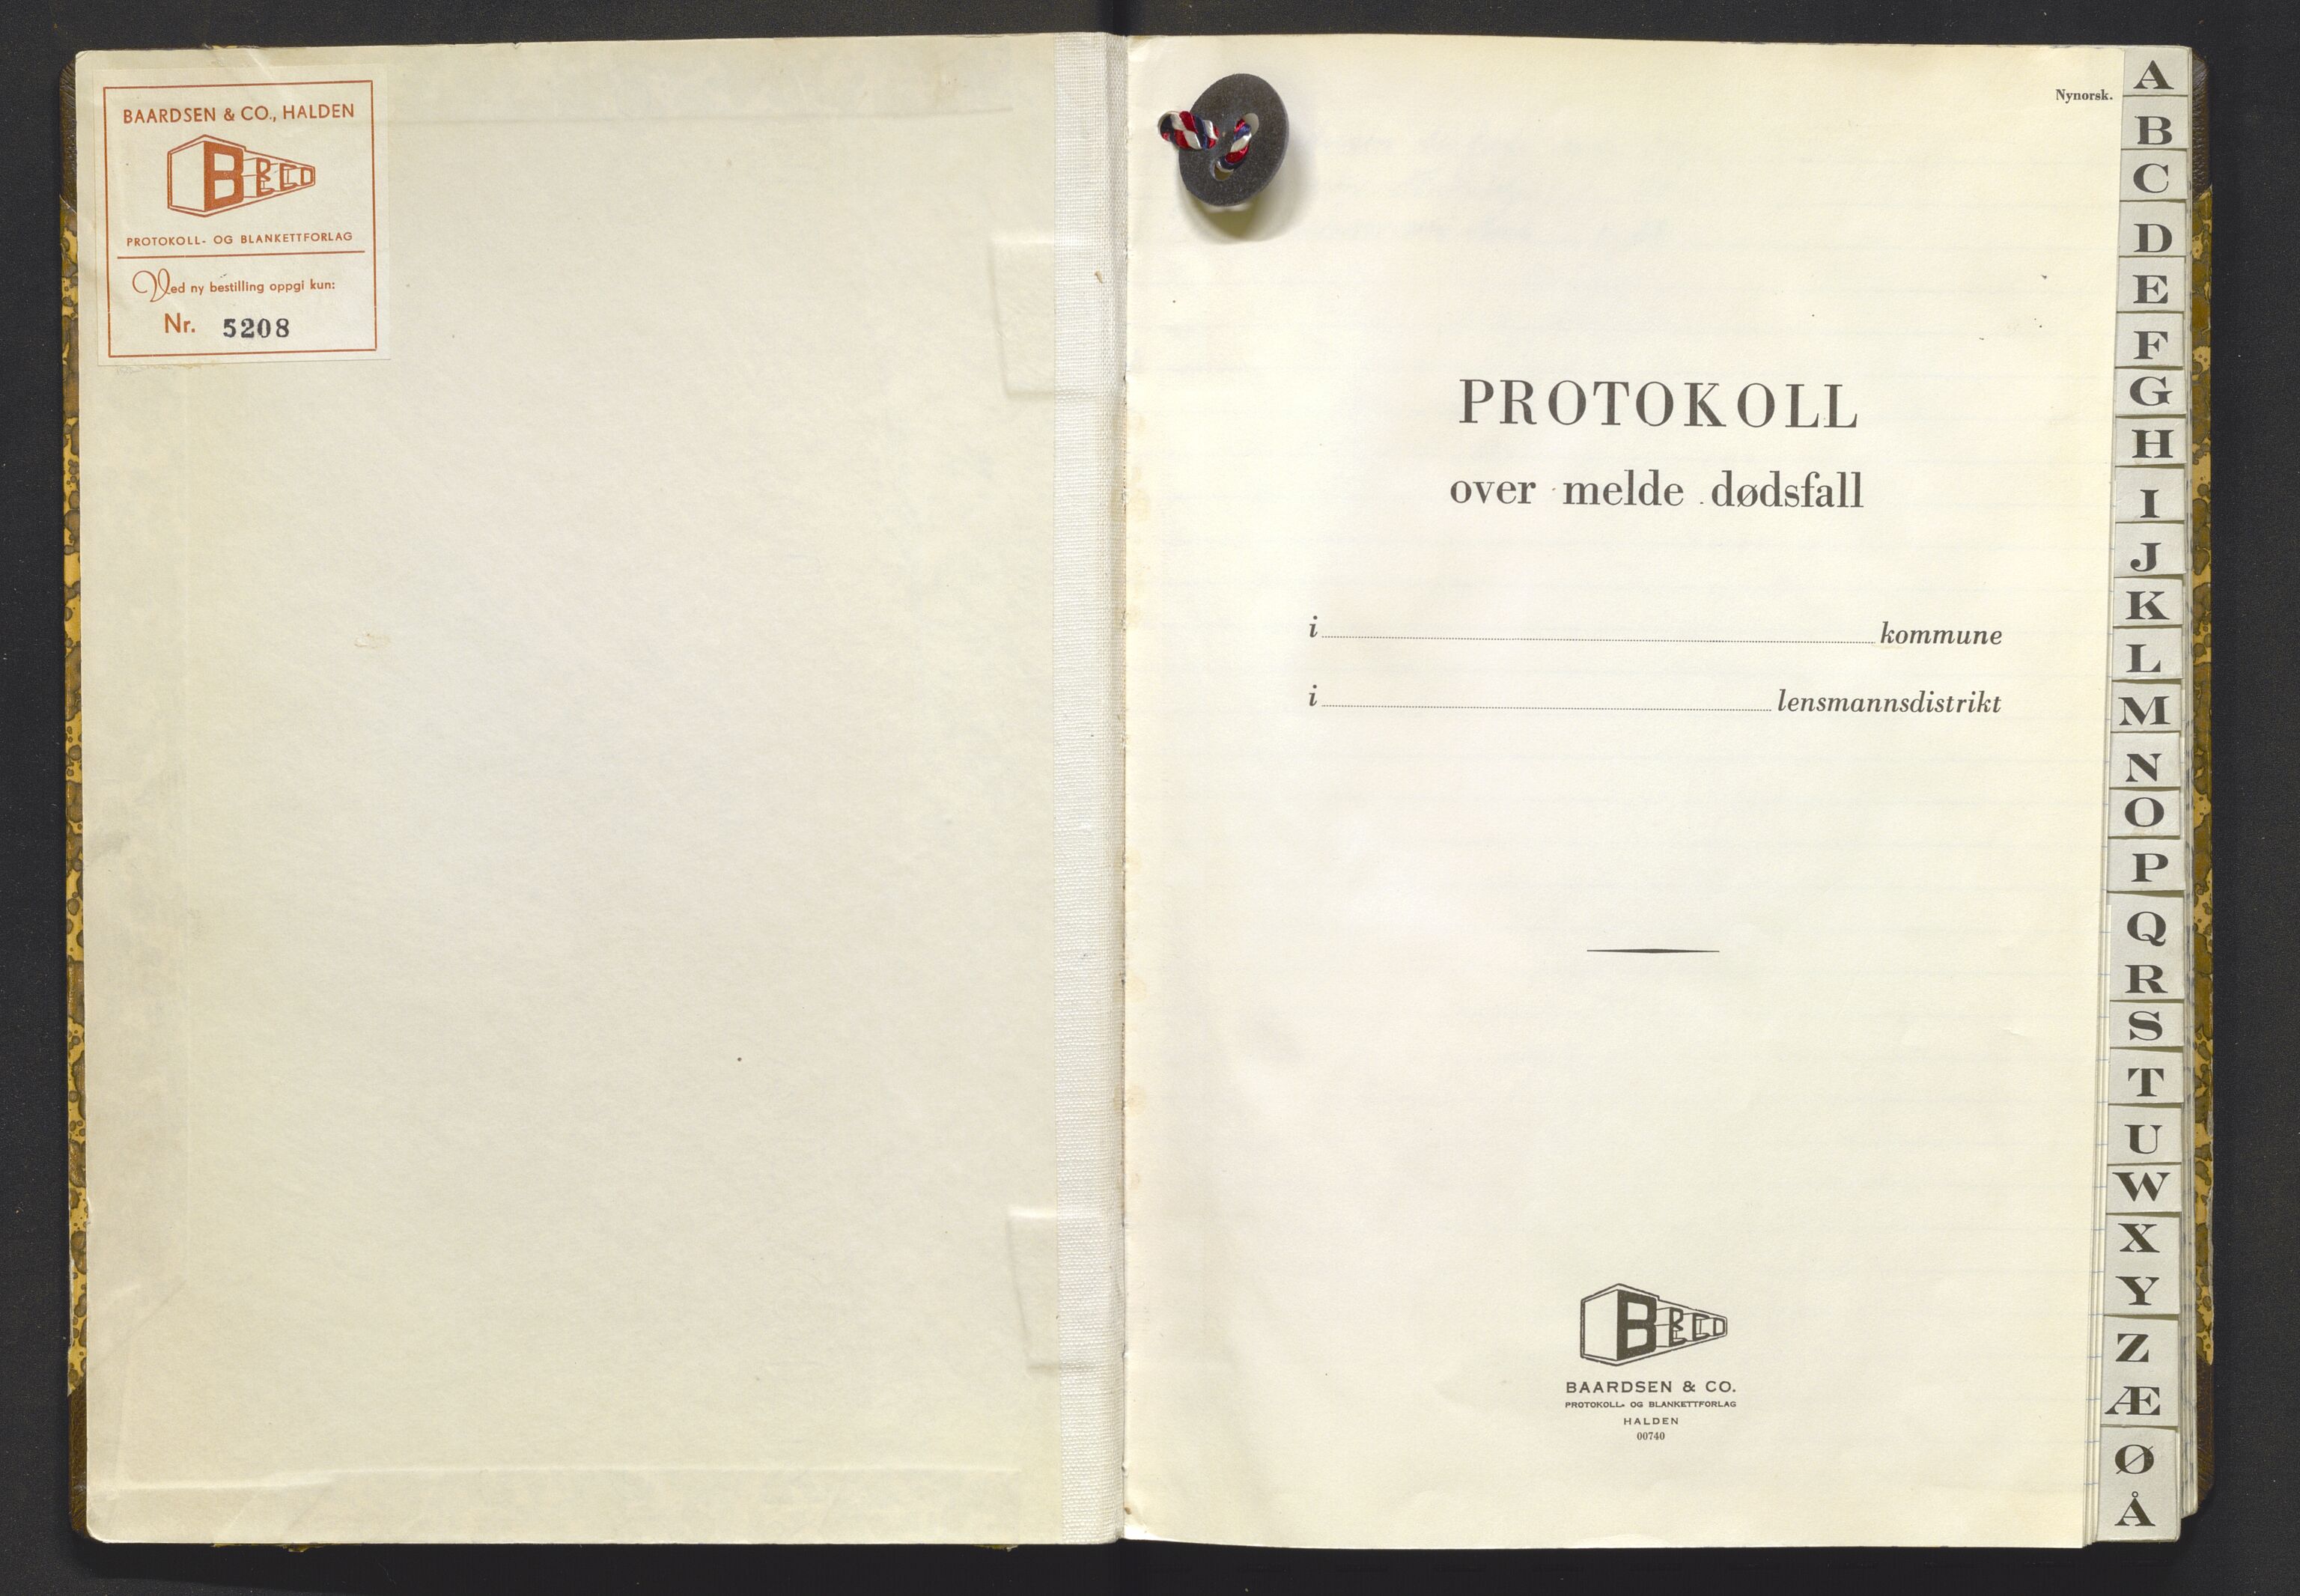 BAARDSEN & CO., HALDEN
BECO
PROTOKOLL- OG BLANKETTFORLAG
Ved ny bestilling oppgi kun:
Nr. 5208
Nynorsk.
PROTOKOLL
over melde dødsfall
i kommune
i lensmannsdistrikt
BECO
BAARDSEN & CO.
PROTOKOLL- OG BLANKETTFORLAG
HALDEN
00740
A
B
C
D
E
F
G
H
I
J
K
L
M
N
O
P
Q
R
S
T
U
W
X
Y
Z
Æ
Ø
Å